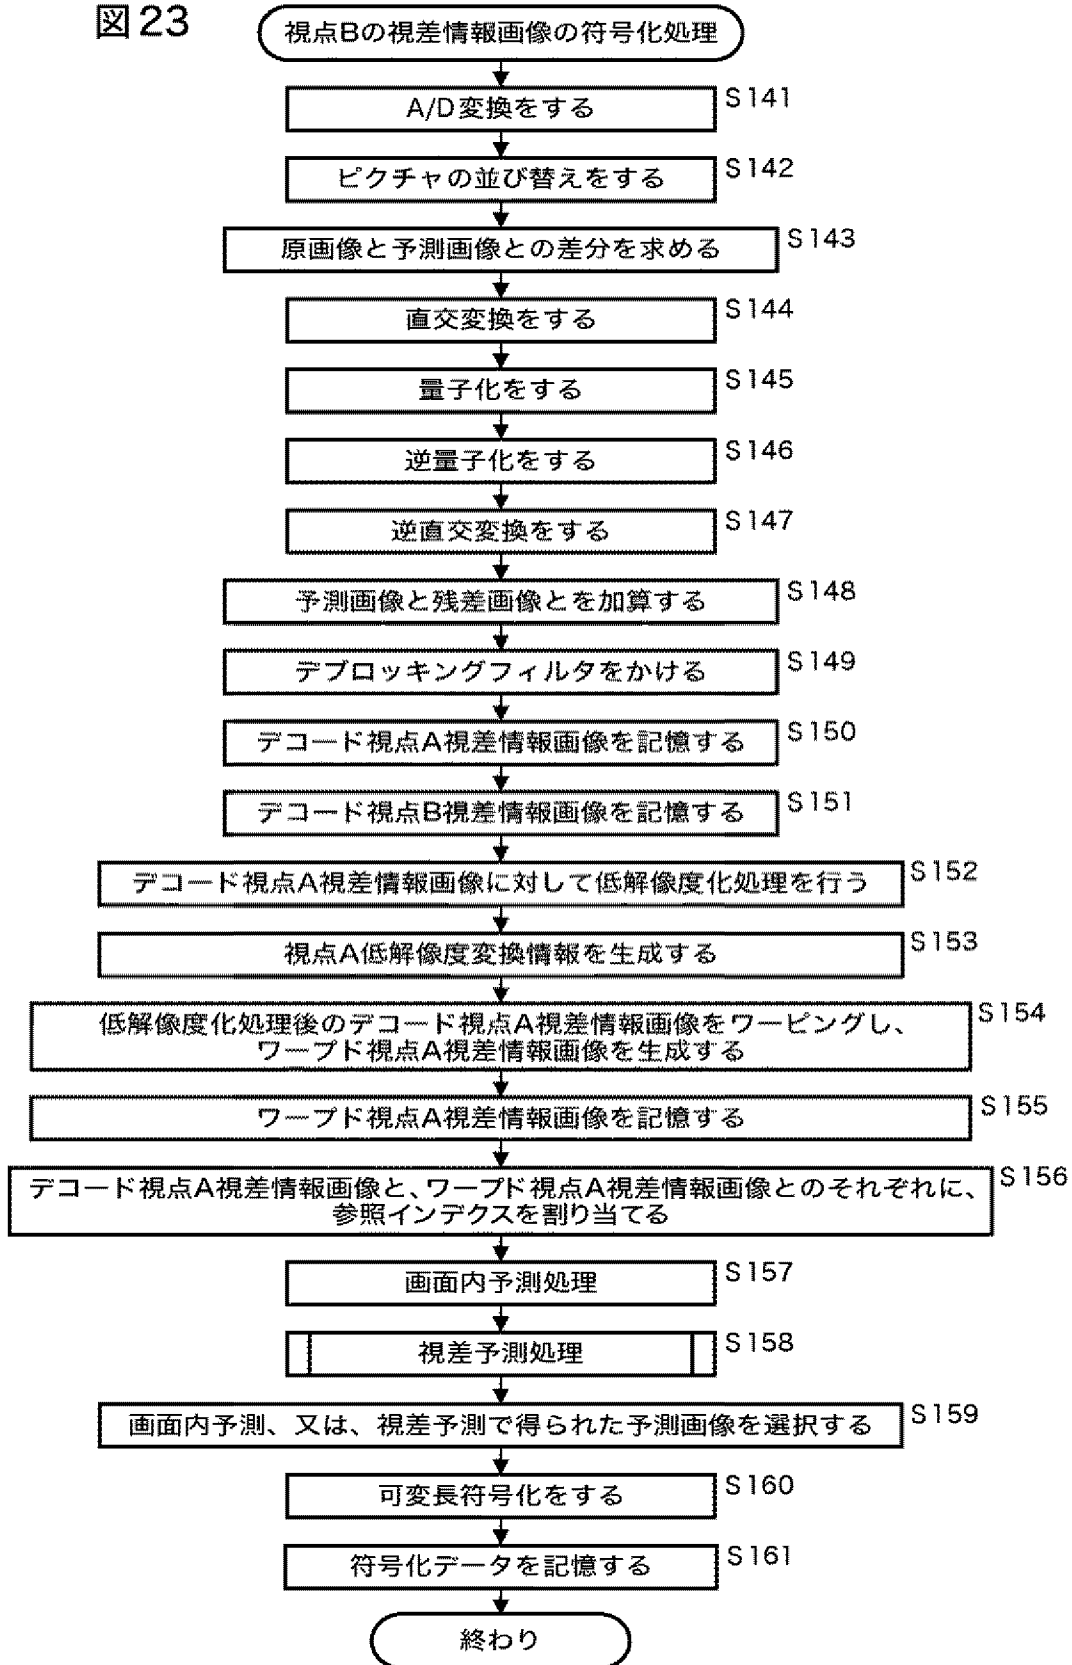 図23
視点Bの視差情報画像の符号化処理
A/D変換をする
S141
ピクチャの並び替えをする
S142
原画像と予測画像との差分を求める
S143
直交変換をする
S144
量子化をする
S145
逆量子化をする
S146
逆直交変換をする
S147
予測画像と残差画像とを加算する
S148
デブロッキングフィルタをかける
S149
デコード視点A視差情報画像を記憶する
S150
デコード視点B視差情報画像を記憶する
S151
デコード視点A視差情報画像に対して低解像度化処理を行う
S152
視点A低解像度変換情報を生成する
S153
低解像度化処理後のデコード視点A視差情報画像をワーピングし、
ワープド視点A視差情報画像を生成する
S154
ワープド視点A視差情報画像を記憶する
S155
デコード視点A視差情報画像と、ワープド視点A視差情報画像とのそれぞれに、
参照インデクスを割り当てる
S156
画面内予測処理
S157
視差予測処理
S158
画面内予測、又は、視差予測で得られた予測画像を選択する
S159
可変長符号化をする
S160
符号化データを記憶する
S161
終わり